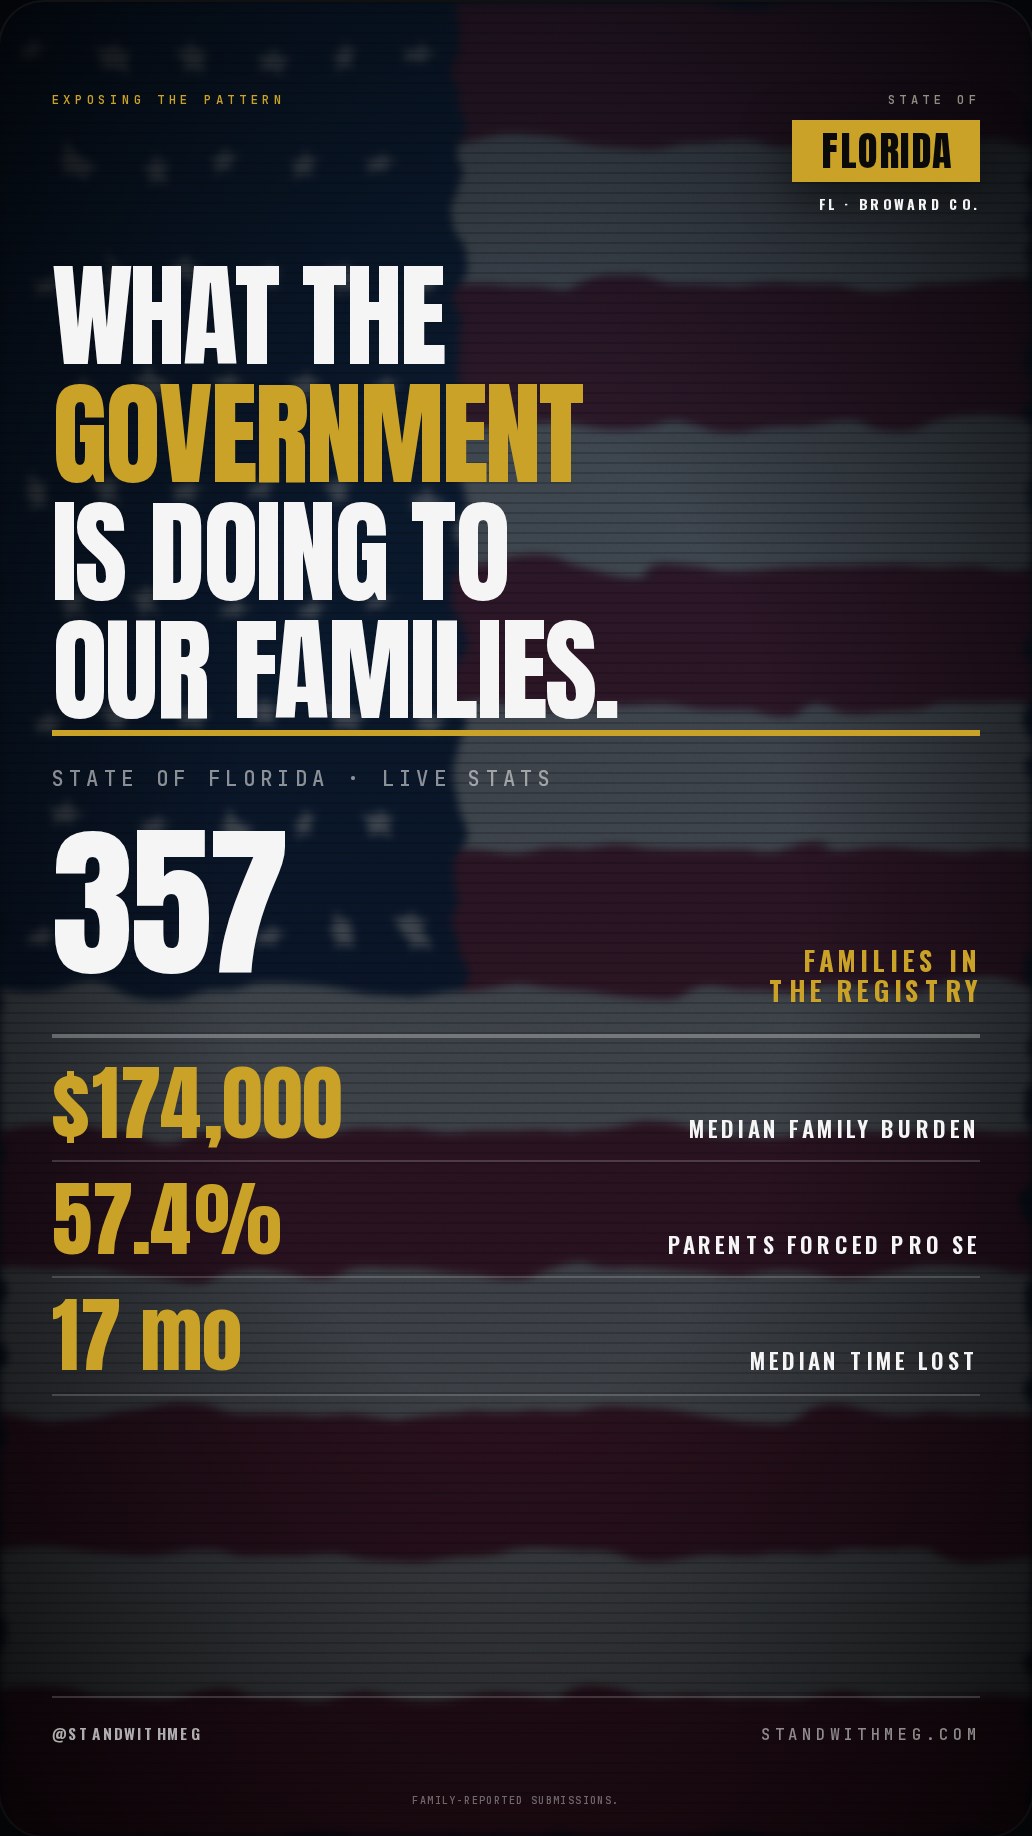 EXPOSING THE PATTERN
STATE OF
FLORIDA
FL · BROWARD CO.
WHAT THE
GOVERNMENT
IS DOING TO
OUR FAMILIES.
STATE OF FLORIDA · LIVE STATS
357
FAMILIES IN
THE REGISTRY
$174,000
MEDIAN FAMILY BURDEN
57.4%
PARENTS FORCED PRO SE
17 mo
MEDIAN TIME LOST
@STANDWITHMEG
STANDWITHMEG.COM
FAMILY-REPORTED SUBMISSIONS.